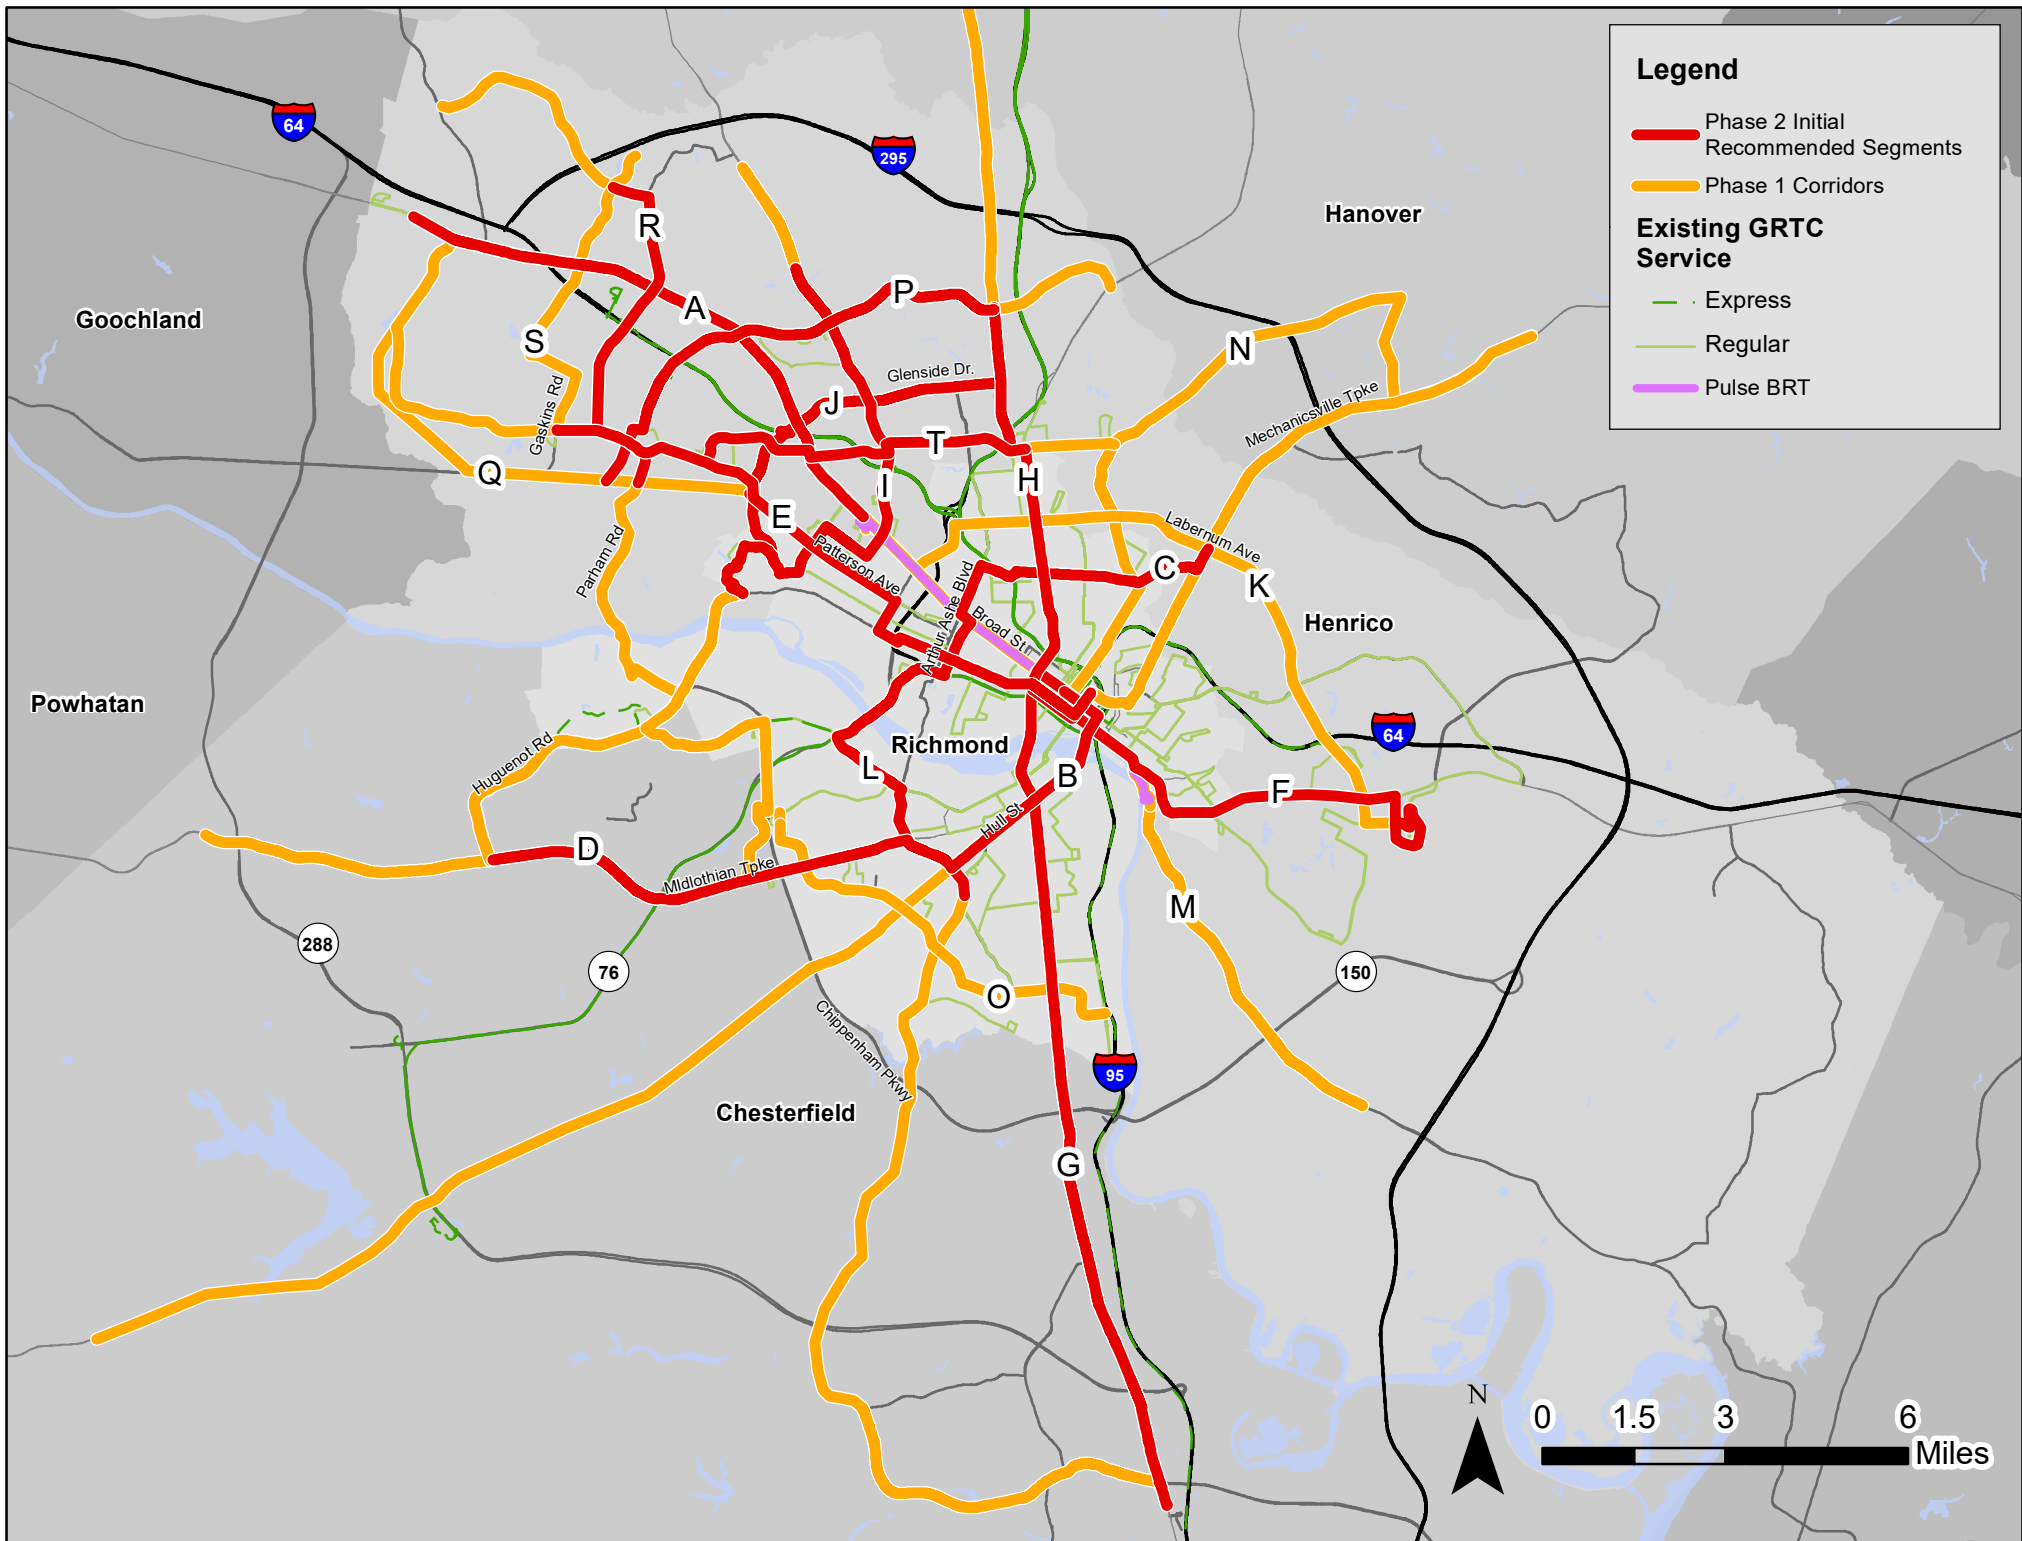 Legend
Phase 2 Initial
Recommended Segments
Phase 1 Corridors
Existing GRTC
Service
Express
Regular
Pulse BRT
64
295
Hanover
R
Goochland
A
P
S
N
Glenside Dr.
J
Gaskins Rd
Mechanicsville Tpke
T
Q
I
H
E
Labernum Ave
Patterson Ave
Parham Rd
C
K
Arthur Ashe Blvd
Broad St
Henrico
Powhatan
64
Richmond
Huguenot Rd
L
B
F
Hull St
D
MIdlothian Tpke
M
288
76
150
O
Chippenham Pkwy
95
Chesterfield
G
N
0 1.5 3 6
Miles